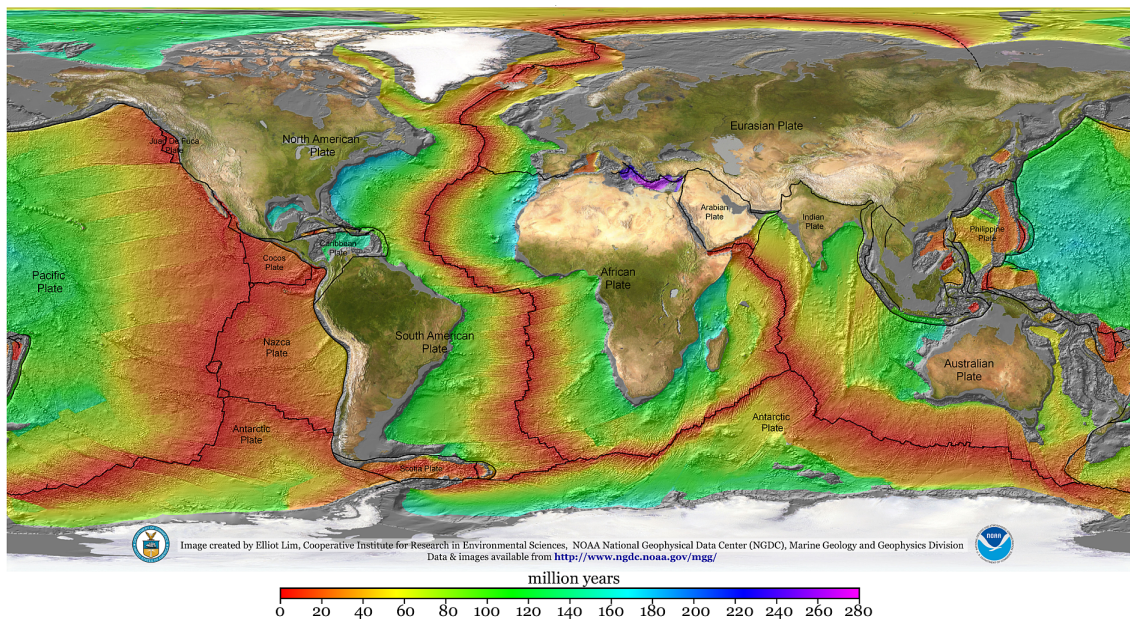 Eurasian Plate
North American
Plate
Juan De Fuca
Plate
Arabian
Plate
Indian
Plate
Philippine
Plate
Caribbean
Plate
Cocos
Plate
African
Plate
Pacific
Plate
South American
Plate
Nazca
Plate
Australian
Plate
Antarctic
Plate
Antarctic
Plate
Scotia Plate
Image created by Elliot Lim, Cooperative Institute for Research in Environmental Sciences, NOAA National Geophysical Data Center (NGDC), Marine Geology and Geophysics Division
Data & images available from http://www.ngdc.noaa.gov/mgg/
NOAA
million years
0 20 40 60 80 100 120 140 160 180 200 220 240 260 280